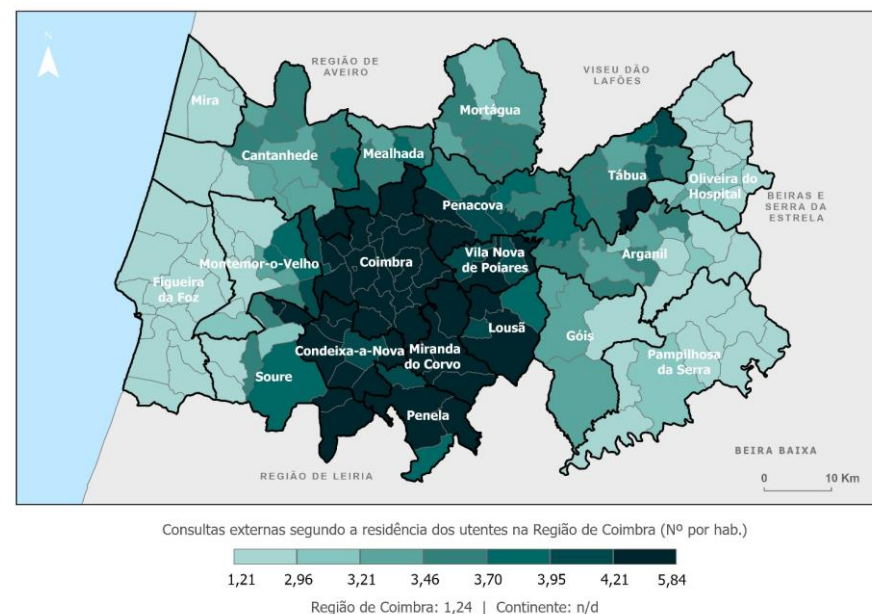 N
REGIÃO DE
AVEIRO
VISEU DÃO
LAFÕES
Mira
Mortágua
Cantanhede
Mealhada
Tábua
Oliveira do
Hospital
BEIRAS E
SERRA DA
ESTRELA
Penacova
Coimbra
Vila Nova
de Poiares
Arganil
Montemor-o-Velho
Figueira
da Foz
Lousã
Góis
Condeixa-a-Nova
Miranda
do Corvo
Pampilhosa
da Serra
Soure
Penela
REGIÃO DE LEIRIA
BEIRA BAIXA
0 10 Km
Consultas externas segundo a residência dos utentes na Região de Coimbra (Nº por hab.)
1,21 2,96 3,21 3,46 3,70 3,95 4,21 5,84
Região de Coimbra: 1,24 | Continente: n/d